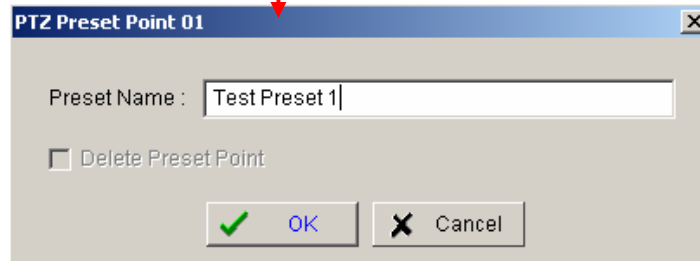 PTZ Preset Point 01
Preset Name : Test Preset 1
Delete Preset Point
OK Cancel